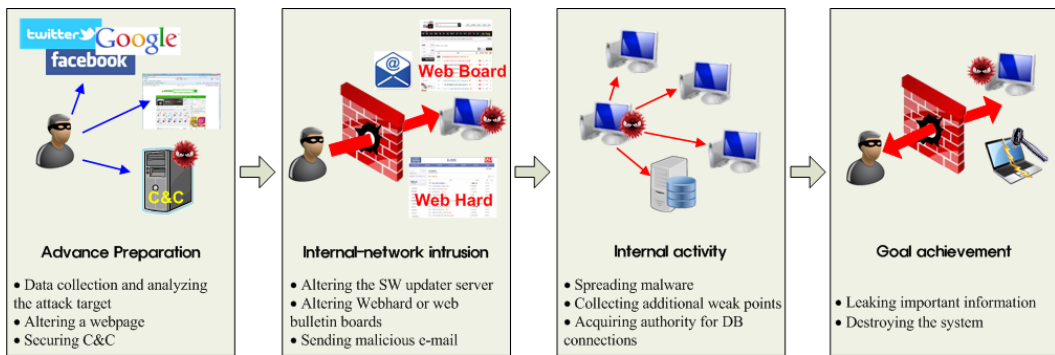 twitter
Google
facebook
C&C
Advance Preparation
• Data collection and analyzing
the attack target
• Altering a webpage
• Securing C&C
@
Web Board
Web Hard
Internal-network intrusion
• Altering the SW updater server
• Altering Webhard or web
bulletin boards
• Sending malicious e-mail
Internal activity
• Spreading malware
• Collecting additional weak points
• Acquiring authority for DB
connections
Goal achievement
• Leaking important information
• Destroying the system